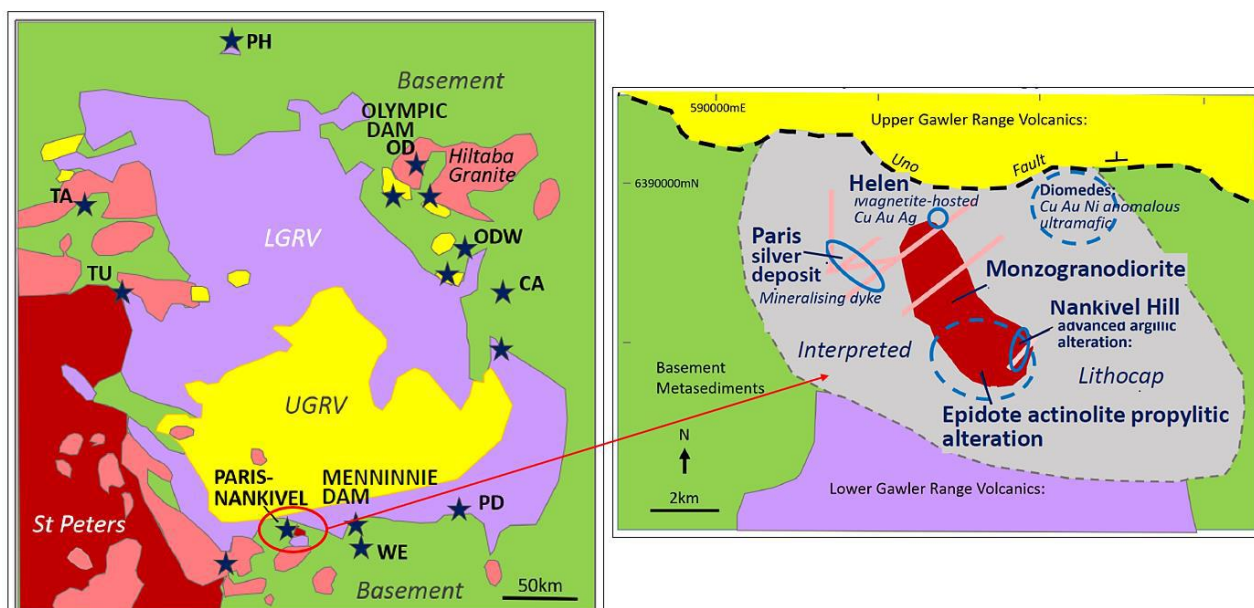 PH
Basement
OLYMPIC
DAM
OD
Hiltaba
Granite
TA
LGRV
ODW
TU
CA
UGRV
PARIS-
NANKIVEL
MENNINNIE
DAM
PD
St Peters
WE
Basement
50km
590000mE
Upper Gawler Range Volcanics:
Uno
Fault
6390000mN
Helen
Magnetite-hosted
Cu Au Ag
Diomedes:
Cu Au Ni anomalous
ultramafic
Paris
silver
deposit
Mineralising dyke
Monzogranodiorite
Nankivel Hill
advanced argillic
alteration:
Interpreted
Lithocap
Basement
Metasediments
Epidote actinolite propylitic
alteration
N
2km
Lower Gawler Range Volcanics: